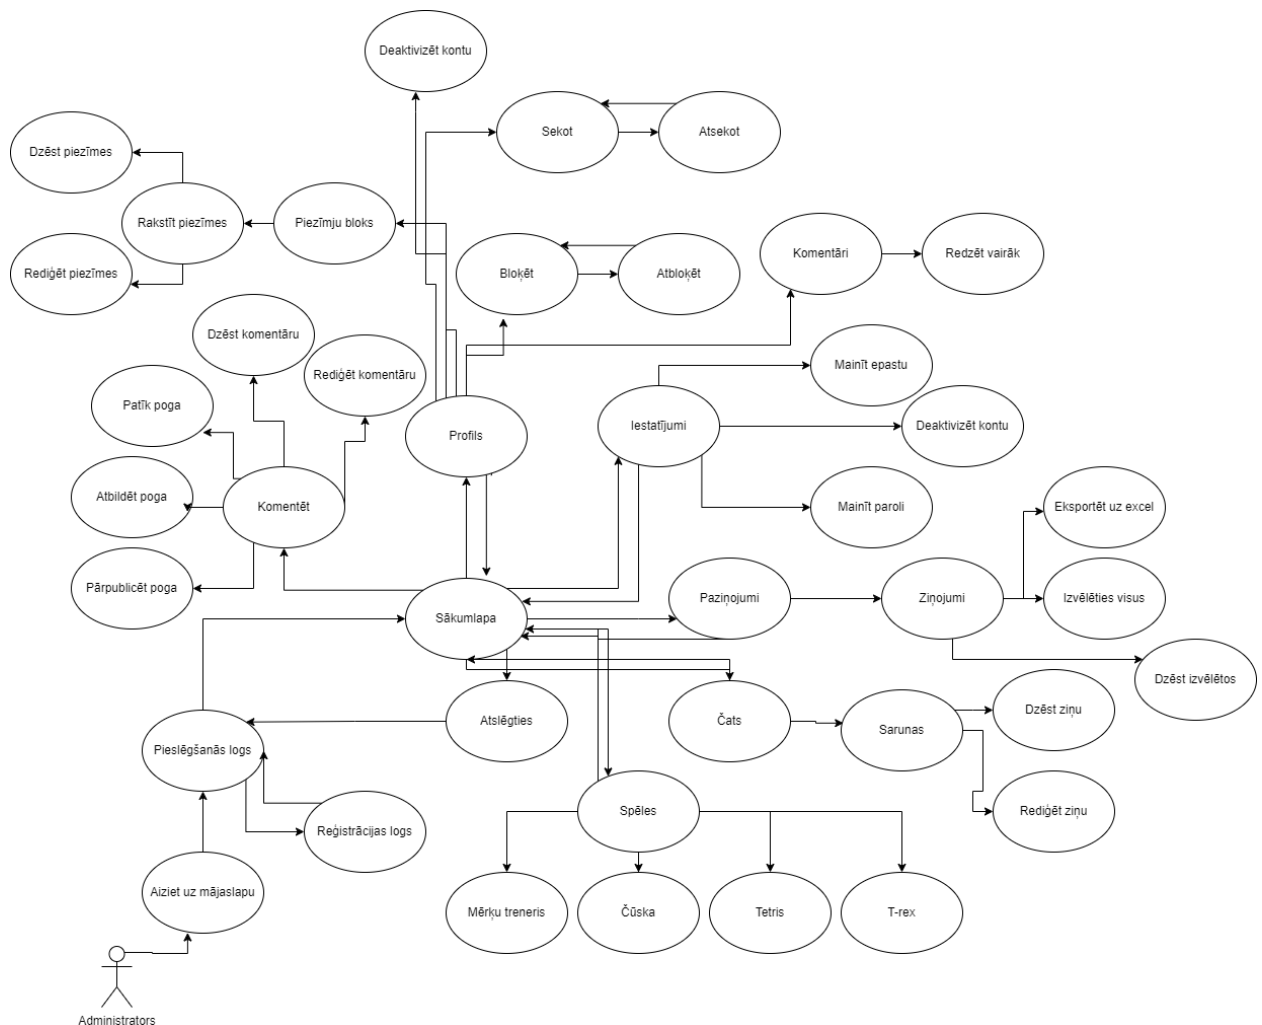 Deaktivizēt kontu
Sekot
Atsekot
Dzēst piezīmes
Rakstīt piezīmes
Piezīmju bloks
Rediģēt piezīmes
Bloķēt
Atbloķēt
Komentāri
Redzēt vairāk
Dzēst komentāru
Rediģēt komentāru
Mainīt epastu
Patīk poga
Profils
Iestatījumi
Deaktivizēt kontu
Atbildēt poga
Komentēt
Mainīt paroli
Eksportēt uz excel
Pārpublicēt poga
Sākumlapa
Paziņojumi
Ziņojumi
Izvēlēties visus
Dzēst izvēlētos
Atslēgties
Čats
Sarunas
Dzēst ziņu
Pieslēgšanās logs
Reģistrācijas logs
Spēles
Rediģēt ziņu
Aiziet uz mājaslapu
Mērķu treneris
Čūska
Tetris
T-rex
Administrators